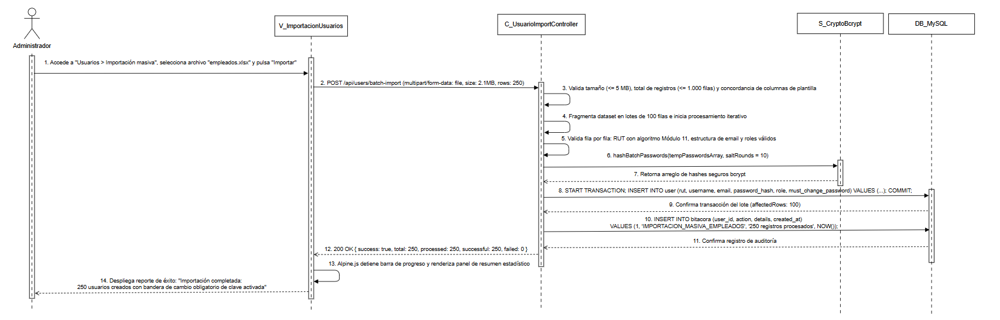 Administrador
V_ImportacionUsuarios
C_UsuarioImportController
S_CryptoBcrypt
DB_MySQL
1. Accede a "Usuarios > Importación masiva", selecciona archivo "empleados.xlsx" y pulsa "Importar"
2. POST /api/users/batch-import (multipart/form-data: file, size: 2.1MB, rows: 250)
3. Valida tamaño (<= 5 MB), total de registros (<= 1.000 filas) y concordancia de columnas de plantilla
4. Fragmenta dataset en lotes de 100 filas e inicia procesamiento iterativo
5. Valida fila por fila: RUT con algoritmo Módulo 11, estructura de email y roles válidos
6. hashBatchPasswords(tempPasswordsArray, saltRounds = 10)
7. Retorna arreglo de hashes seguros bcrypt
8. START TRANSACTION; INSERT INTO user (rut, username, email, password_hash, role, must_change_password) VALUES (...); COMMIT;
9. Confirma transacción del lote (affectedRows: 100)
10. INSERT INTO bitacora (user_id, action, details, created_at)
VALUES (1, 'IMPORTACION_MASIVA_EMPLEADOS', '250 registros procesados', NOW());
11. Confirma registro de auditoría
12. 200 OK { success: true, total: 250, processed: 250, successful: 250, failed: 0 }
13. Alpine.js detiene barra de progreso y renderiza panel de resumen estadístico
14. Despliega reporte de éxito: "Importación completada:
250 usuarios creados con bandera de cambio obligatorio de clave activada"